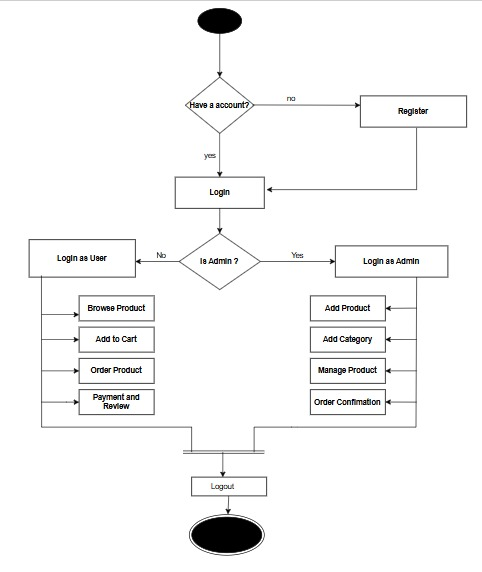 Have a account?
no
Register
yes
Login
Login as User
No
Is Admin ?
Yes
Login as Admin
Browse Product
Add Product
Add to Cart
Add Category
Order Product
Manage Product
Payment and
Review
Order Confimation
Logout